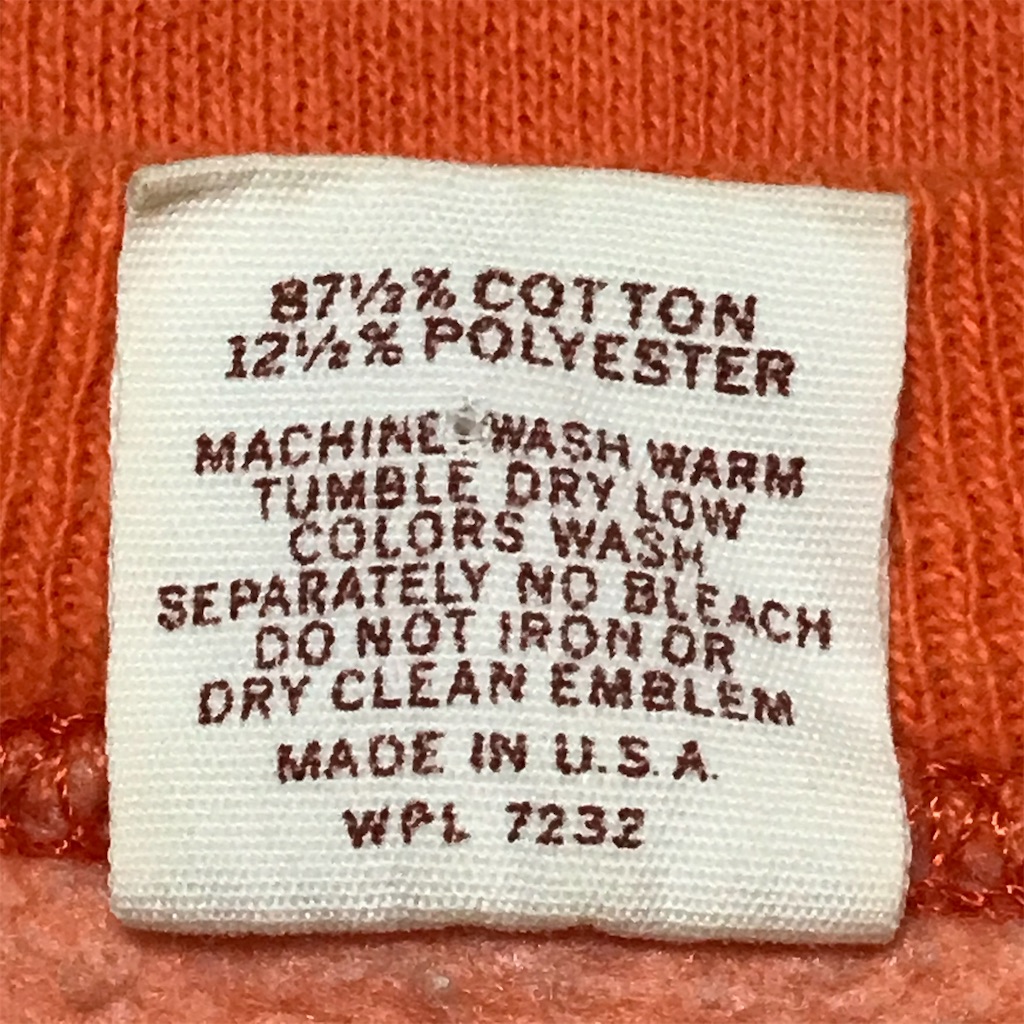 87½% COTTON
12½% POLYESTER
MACHINE WASH WARM
TUMBLE DRY LOW
COLORS WASH
SEPARATELY NO BLEACH
DO NOT IRON OR
DRY CLEAN EMBLEM
MADE IN U.S.A.
WPL 7232